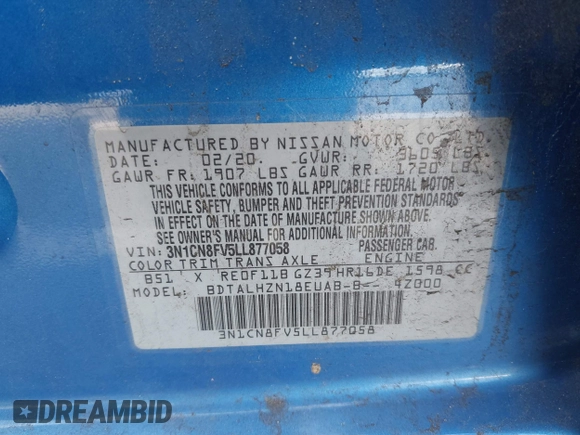 MANUFACTURED BY NISSAN MOTOR CO., LTD.
DATE: 02/20 GVWR: 3609 LBS
GAWR FR: 1907 LBS GAWR RR: 1720 LBS
THIS VEHICLE CONFORMS TO ALL APPLICABLE FEDERAL MOTOR
VEHICLE SAFETY, BUMPER AND THEFT PREVENTION STANDARDS
IN EFFECT ON THE DATE OF MANUFACTURE SHOWN ABOVE.
SEE OWNER'S MANUAL FOR ADDITIONAL INFORMATION.
VIN: 3N1CN8FV5LL877058 PASSENGER CAR
COLOR TRIM TRANS AXLE ENGINE
B51 X RE0F11B GZ39 HR16DE 1598 CC
MODEL: BDTALHZN18EUAB-B-- 4Z000
3N1CN8FV5LL877058
DREAMBID